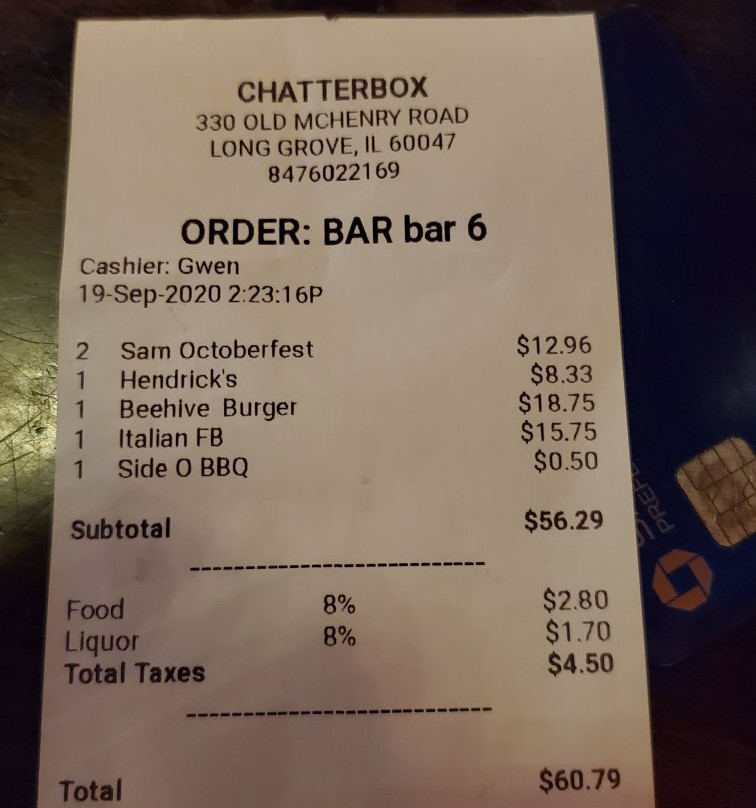 CHATTERBOX
330 OLD MCHENRY ROAD
LONG GROVE, IL 60047
8476022169
ORDER: BAR bar 6
Cashier: Gwen
19-Sep-2020 2:23:16P
2 Sam Octoberfest $12.96
1 Hendrick's $8.33
1 Beehive Burger $18.75
1 Italian FB $15.75
1 Side O BBQ $0.50
Subtotal $56.29
--------------------------
Food 8% $2.80
Liquor 8% $1.70
Total Taxes $4.50
--------------------------
Total $60.79